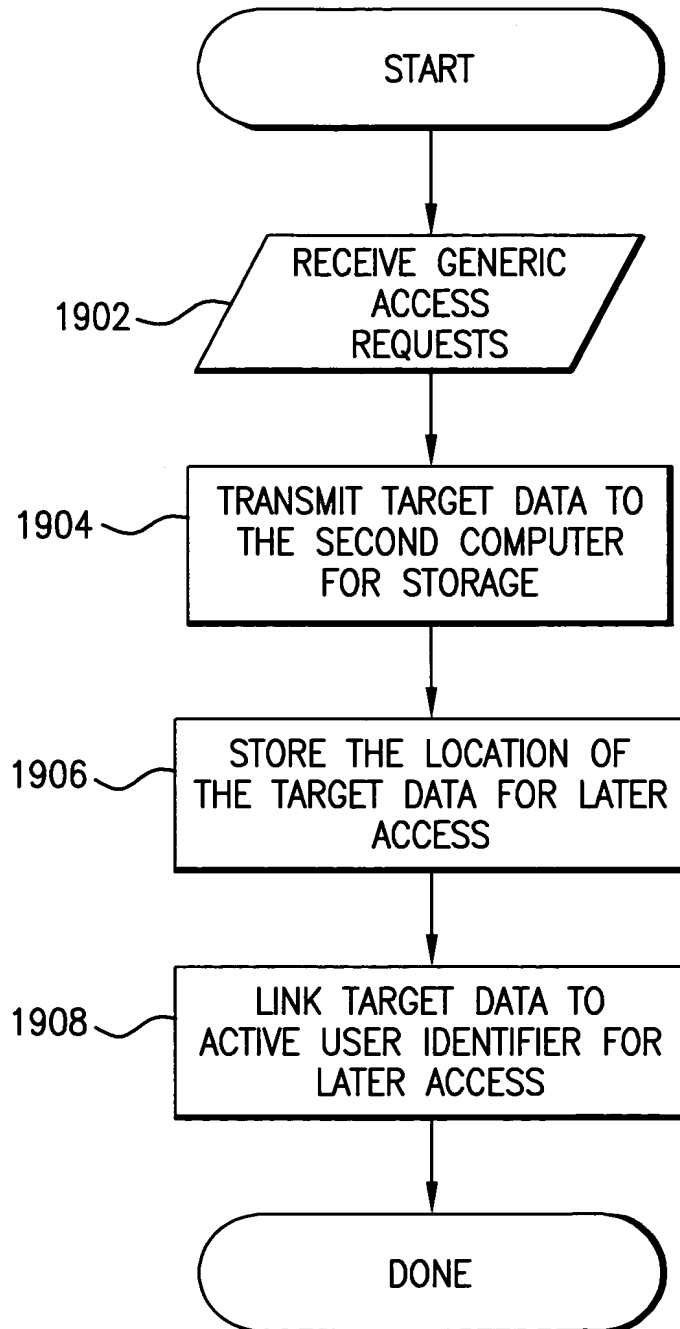 START
RECEIVE GENERIC
ACCESS
REQUESTS
1902
TRANSMIT TARGET DATA TO
THE SECOND COMPUTER
FOR STORAGE
1904
STORE THE LOCATION OF
THE TARGET DATA FOR LATER
ACCESS
1906
LINK TARGET DATA TO
ACTIVE USER IDENTIFIER FOR
LATER ACCESS
1908
DONE